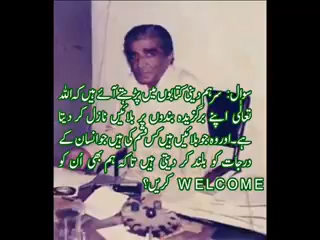 سوال: سر ہم دینی کتابوں میں پڑھتے آئے ہیں کہ اللہ
تعالٰی اپنے برگزیدہ بندوں پر بلائیں نازل کر دیتا
ہے۔ اور وہ جو بلائیں ہیں کس قسم کی ہیں جو انسان کے
درجات کو بلند کر دیتی ہیں تاکہ ہم بھی اُن کو
WELCOME کریں؟